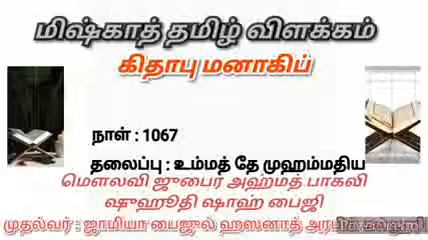 மிஷ்காத் தமிழ் விளக்கம்
கிதாபு மனாகிப்
நாள் : 1067
தலைப்பு : உம்மத் தே முஹம்மதிய
மௌலவி ஜுபைர் அஹ்மத் பாகவி
ஷுஹூதி ஷாஹ் பைஜி
முதல்வர் : ஜாமியா பைஜுல் ஹஸனாத்